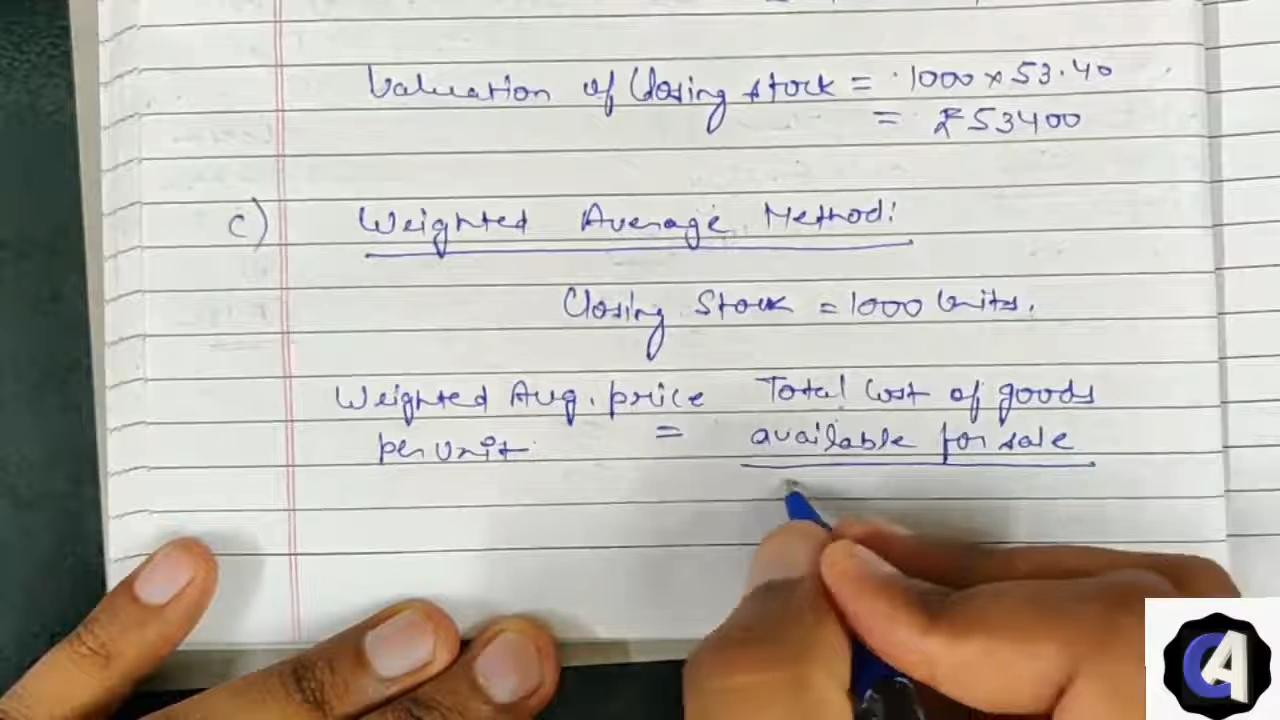 Valuation of Closing stock = 1000 x 53.40
= ₹53400
c) Weighted Average Method:
Closing Stock = 1000 Units.
Weighted Avg. price per unit = Total Cost of goods available for sale
CA